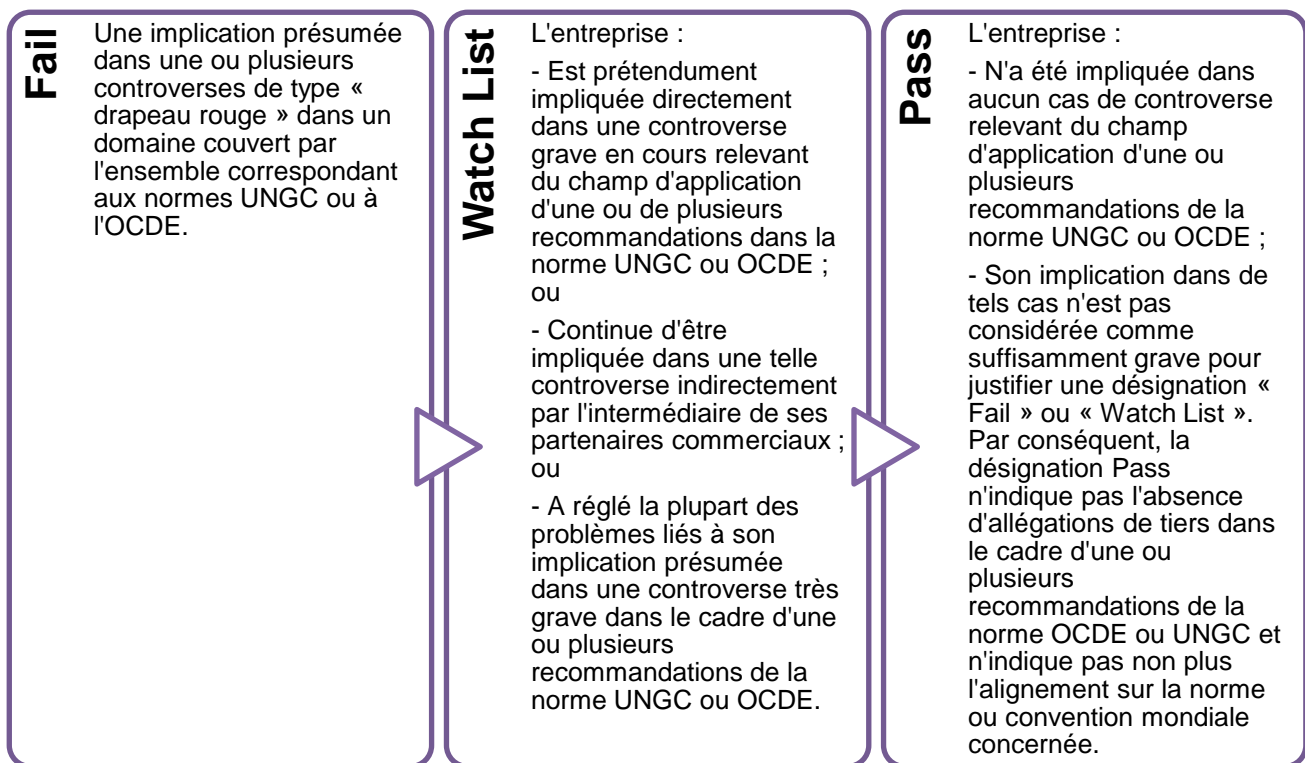 Fail
Une implication présumée
dans une ou plusieurs
controverses de type «
drapeau rouge » dans un
domaine couvert par
l'ensemble correspondant
aux normes UNGC ou à
l'OCDE.
Watch List
L'entreprise :
- Est prétendument
impliquée directement
dans une controverse
grave en cours relevant
du champ d'application
d'une ou de plusieurs
recommandations dans la
norme UNGC ou OCDE ;
ou
- Continue d'être
impliquée dans une telle
controverse indirectement
par l'intermédiaire de ses
partenaires commerciaux ;
ou
- A réglé la plupart des
problèmes liés à son
implication présumée
dans une controverse très
grave dans le cadre d'une
ou plusieurs
recommandations de la
norme UNGC ou OCDE.
Pass
L'entreprise :
- N'a été impliquée dans
aucun cas de controverse
relevant du champ
d'application d'une ou
plusieurs
recommandations de la
norme UNGC ou OCDE ;
- Son implication dans de
tels cas n'est pas
considérée comme
suffisamment grave pour
justifier une désignation «
Fail » ou « Watch List ».
Par conséquent, la
désignation Pass
n'indique pas l'absence
d'allégations de tiers dans
le cadre d'une ou
plusieurs
recommandations de la
norme OCDE ou UNGC et
n'indique pas non plus
l'alignement sur la norme
ou convention mondiale
concernée.